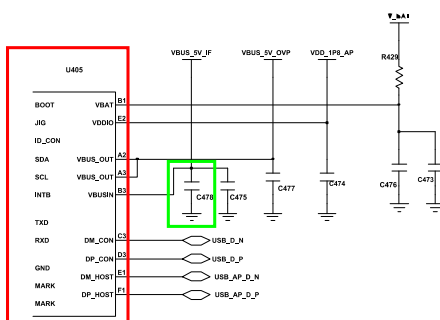 V_bAT
VBUS_5V_IF VBUS_5V_OVP VDD_1P8_AP
R429
U405
BOOT VBAT B1
JIG VDDIO E2
ID_CON
SDA VBUS_OUT A2
SCL VBUS_OUT A3
INTB VBUSIN B3
C478 C475 C477 C474 C476 C473
TXD
RXD DM_CON C3 USB_D_N
DP_CON D3 USB_D_P
GND
DM_HOST E1 USB_AP_D_N
MARK
DP_HOST F1 USB_AP_D_P
MARK